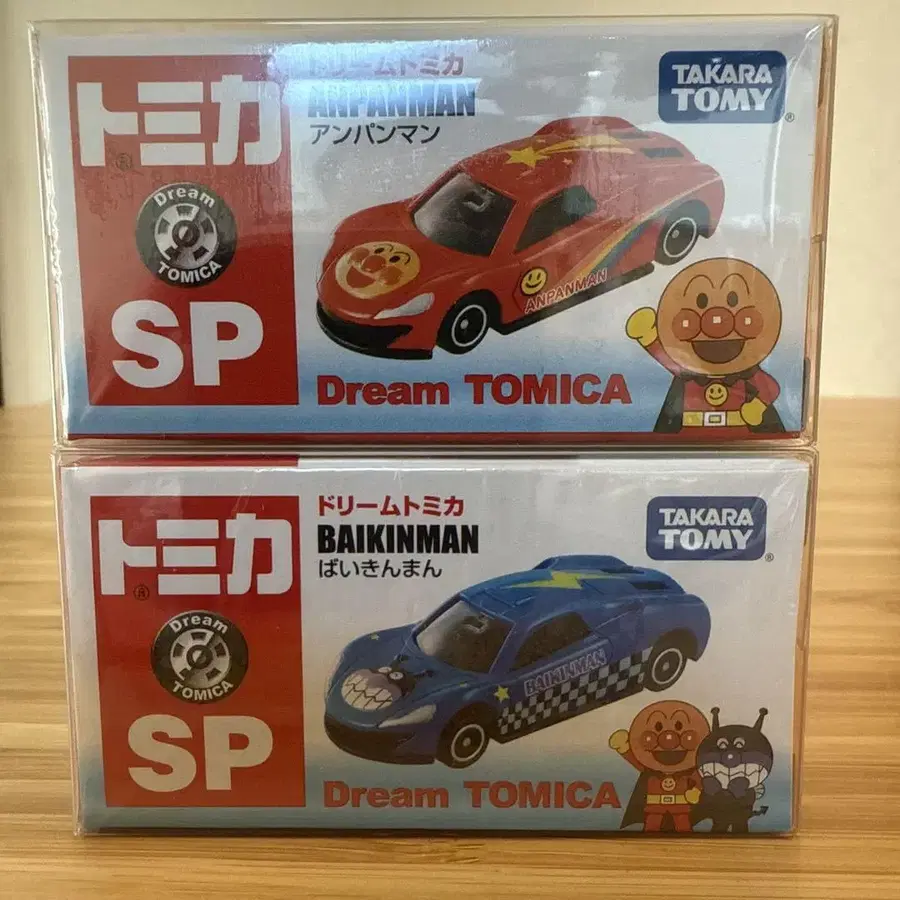 トミカ
®
Dream
TOMICA
SP
ドリームトミカ
ANPANMAN
アンパンマン
TAKARA
TOMY
®
ANPANMAN
Dream TOMICA
トミカ
®
Dream
TOMICA
SP
ドリームトミカ
BAIKINMAN
ばいきんまん
TAKARA
TOMY
®
BAIKINMAN
Dream TOMICA